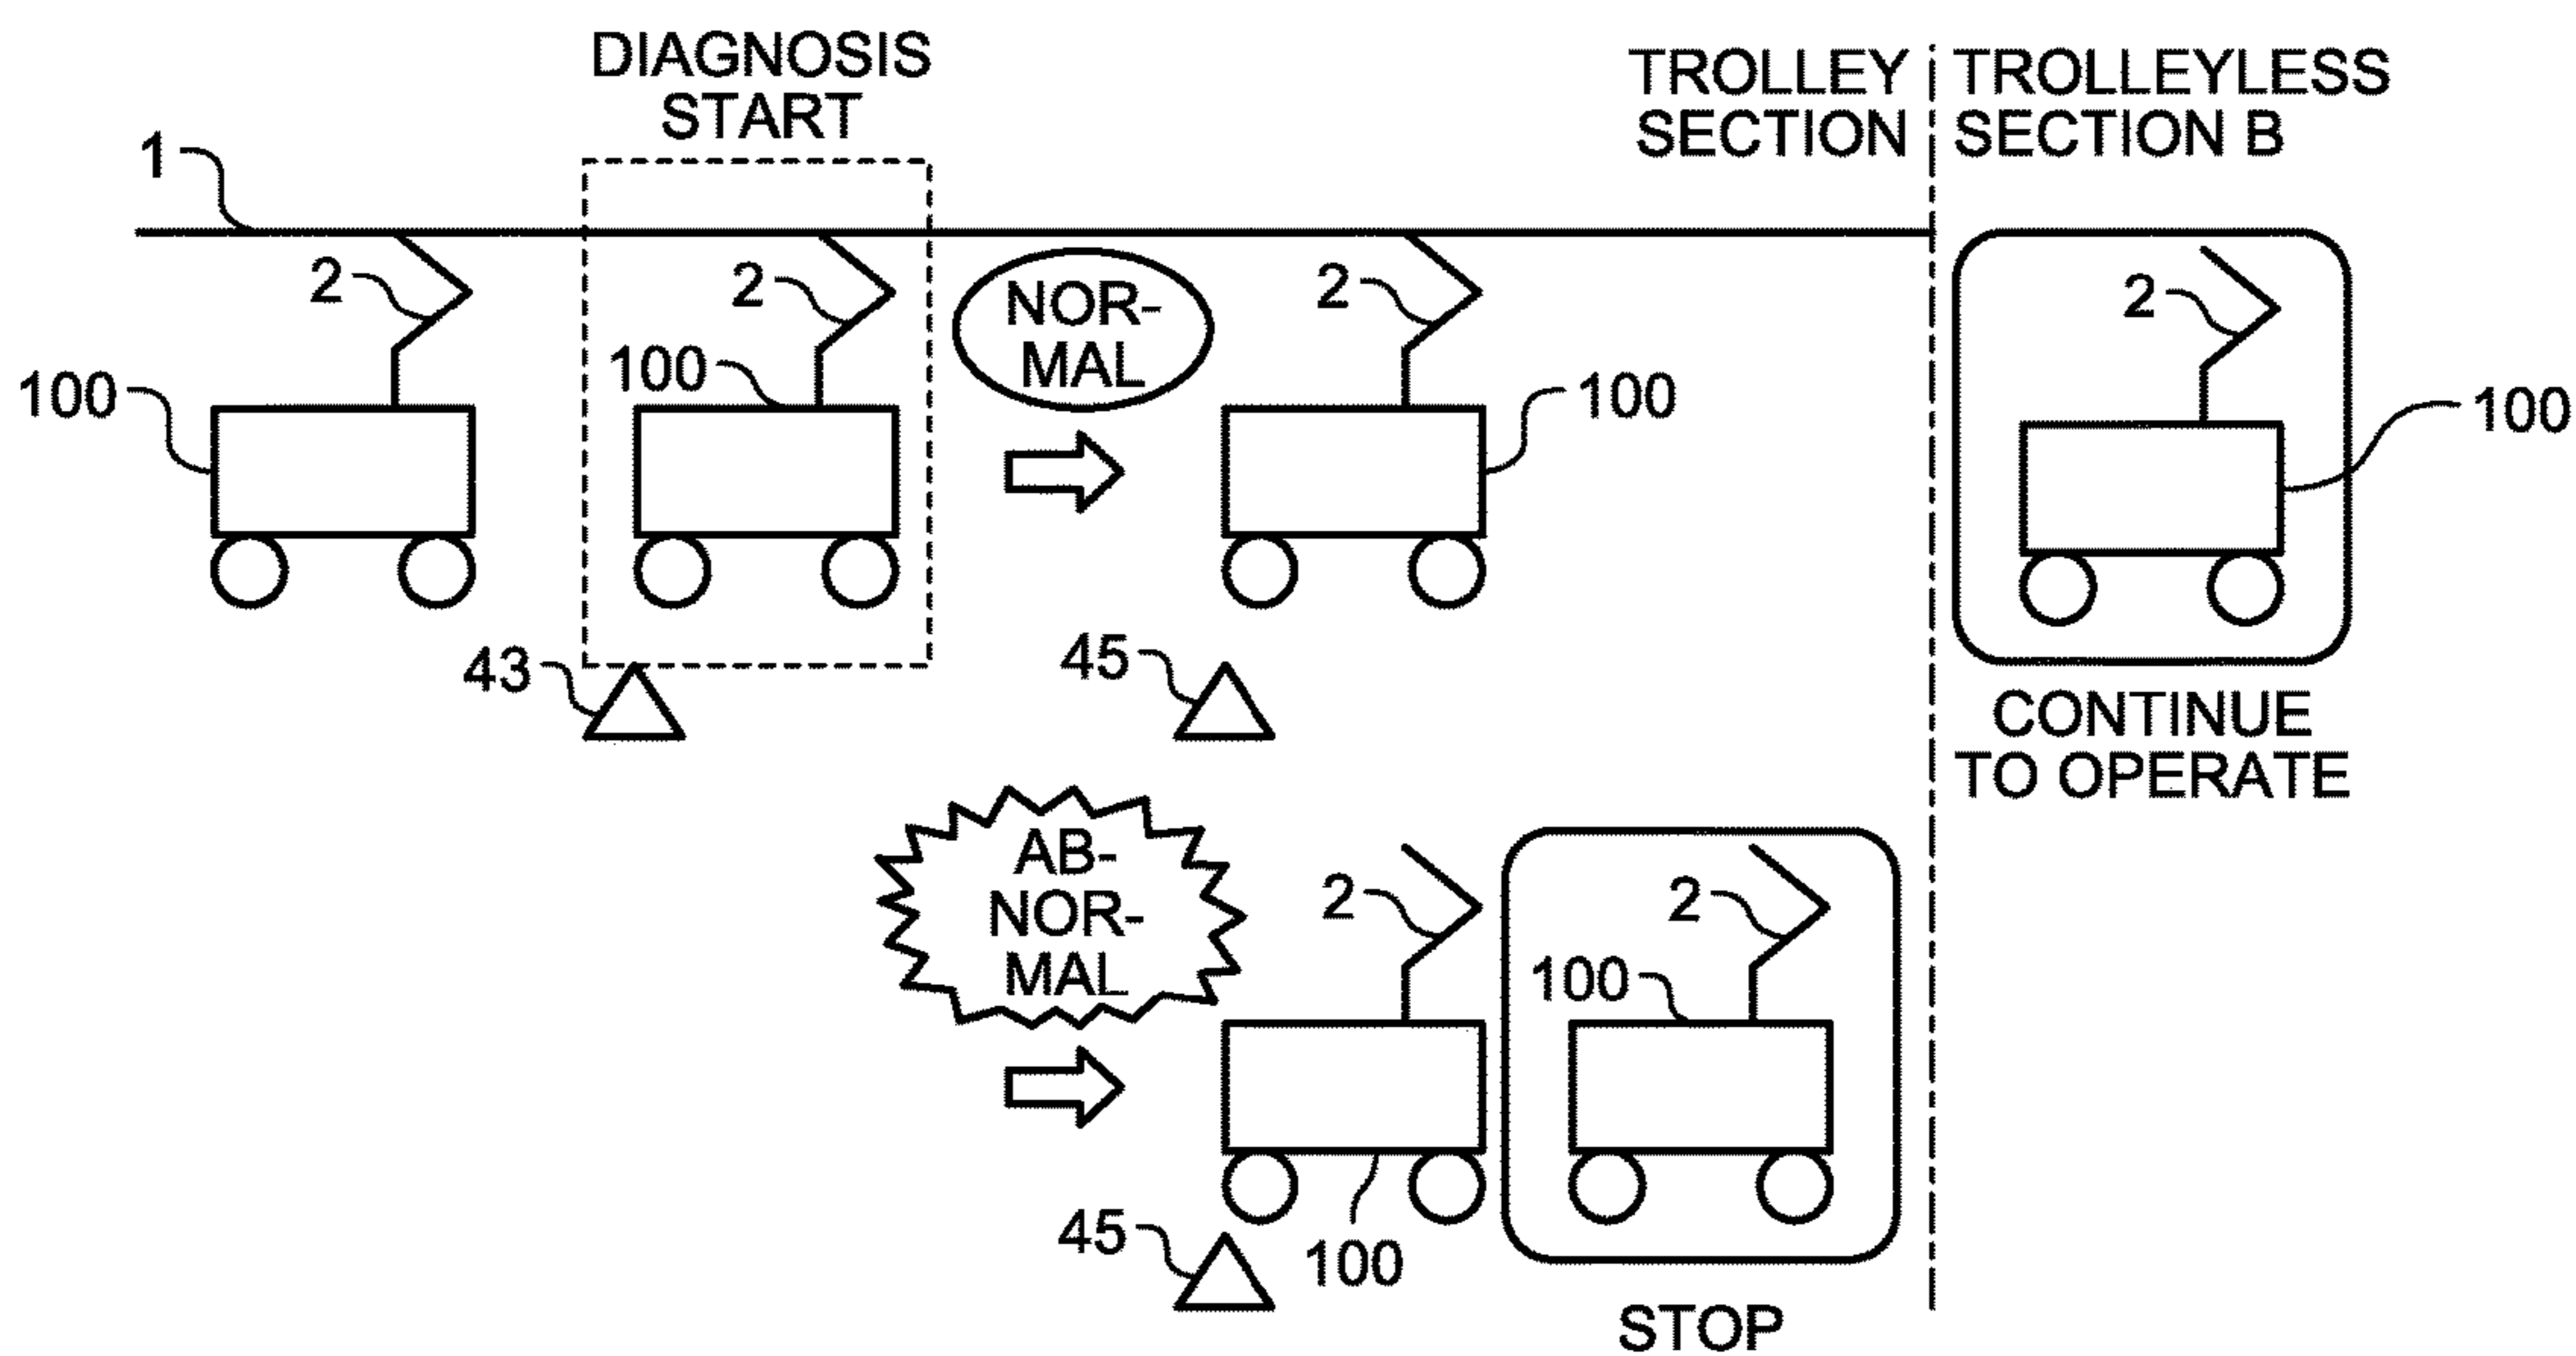 DIAGNOSIS
START
TROLLEY
SECTION
TROLLEYLESS
SECTION B
1
2
2
2
2
NOR-
MAL
100
100
100
100
43
45
CONTINUE
TO OPERATE
AB-
NOR-
MAL
2
2
100
45
100
STOP